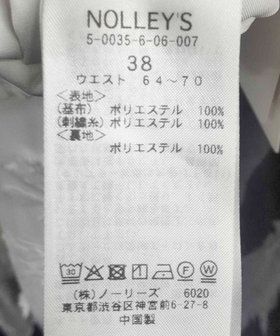 NOLLEY'S
5-0035-6-06-007
38
ウエスト 64～70
＜表地＞
(基布) ポリエステル 100%
(刺繍糸) ポリエステル 100%
＜裏地＞
ポリエステル 100%
30 F W
(株)ノーリーズ 6020
東京都渋谷区神宮前6-27-8
中国製